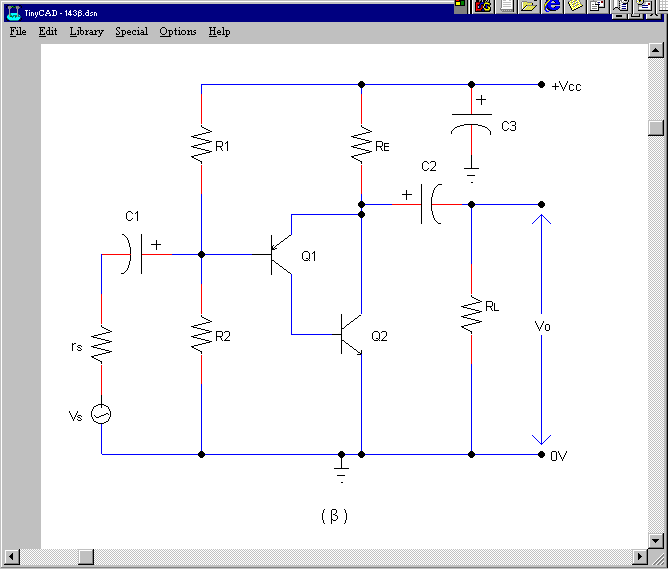 TinyCAD - 143β.dsn
File Edit Library Special Options Help
+Vcc
+
C3
R1
RE
C2
+
C1
+
Q1
RL
R2
Q2
rs
Vo
Vs
0V
(β)